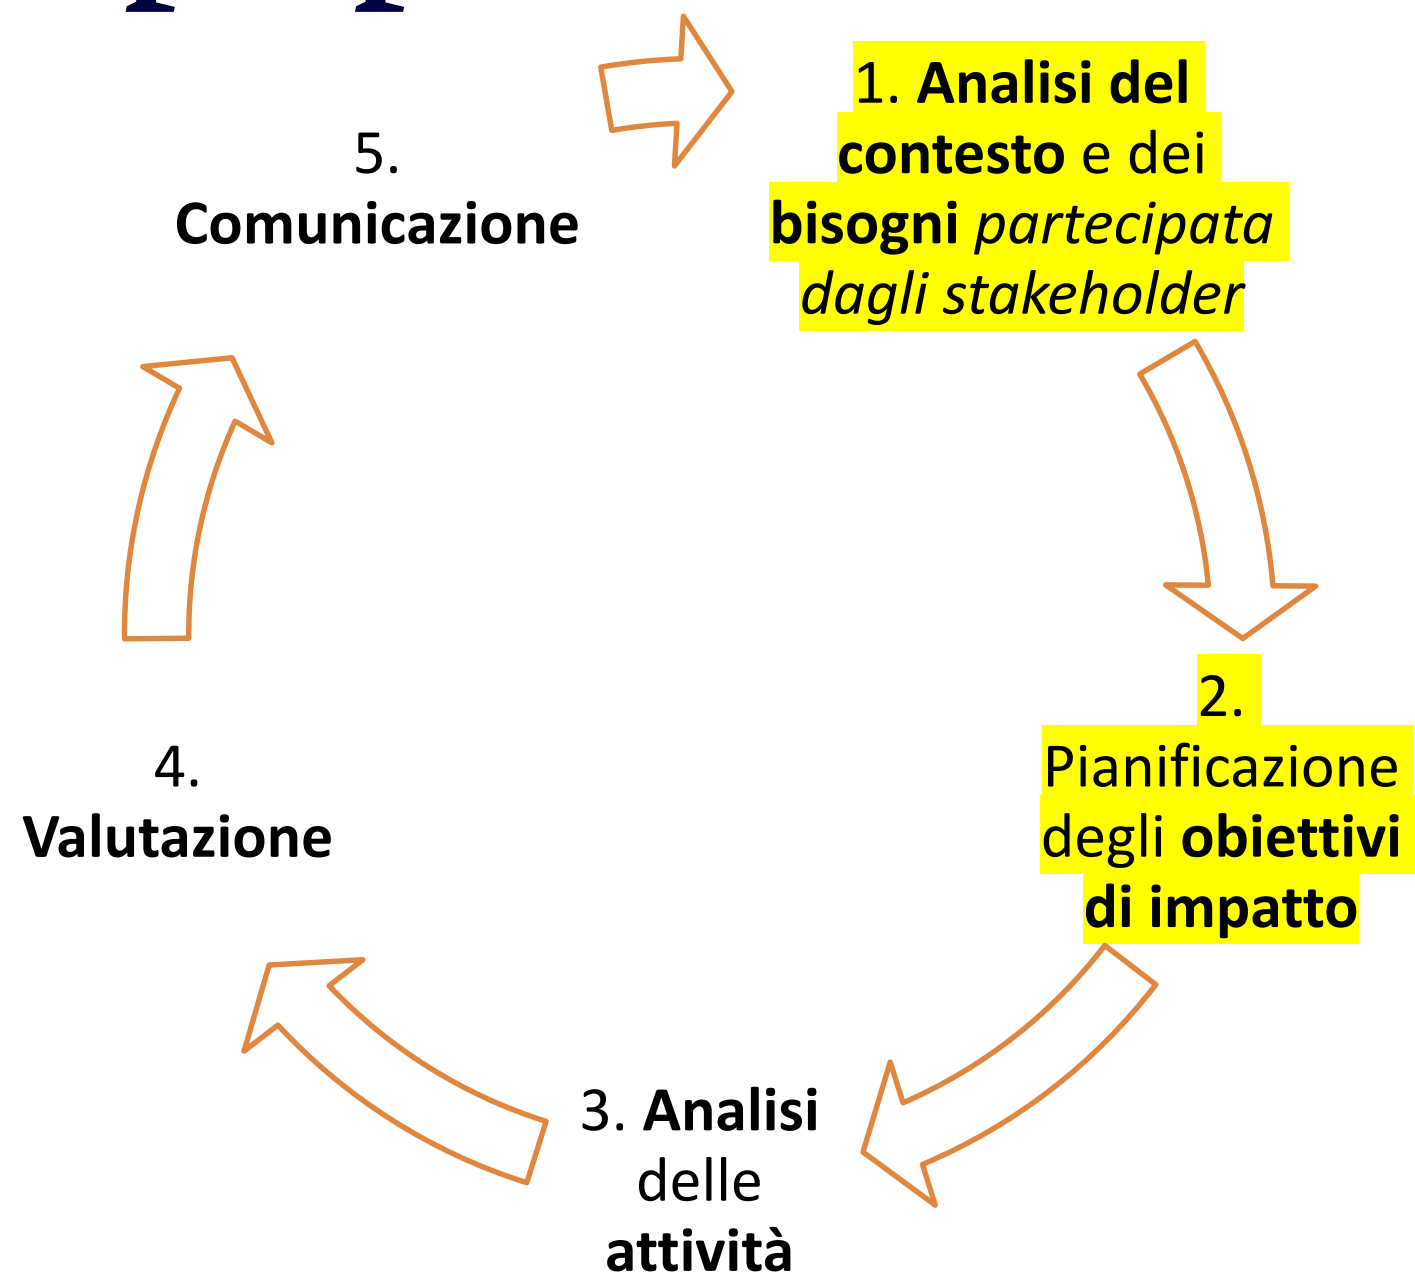 1. Analisi del
contesto e dei
bisogni partecipata
dagli stakeholder
2.
Pianificazione
degli obiettivi
di impatto
3. Analisi
delle
attività
4.
Valutazione
5.
Comunicazione